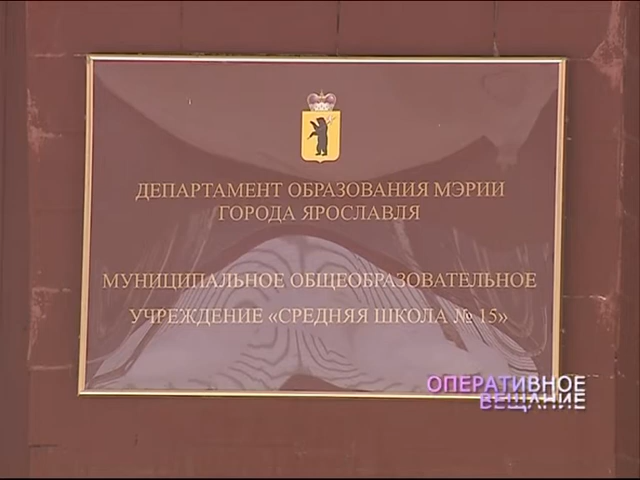 ДЕПАРТАМЕНТ ОБРАЗОВАНИЯ МЭРИИ
ГОРОДА ЯРОСЛАВЛЯ
МУНИЦИПАЛЬНОЕ ОБЩЕОБРАЗОВАТЕЛЬНОЕ
УЧРЕЖДЕНИЕ «СРЕДНЯЯ ШКОЛА № 15»
ОПЕРАТИВНОЕ
ВЕЩАНИЕ